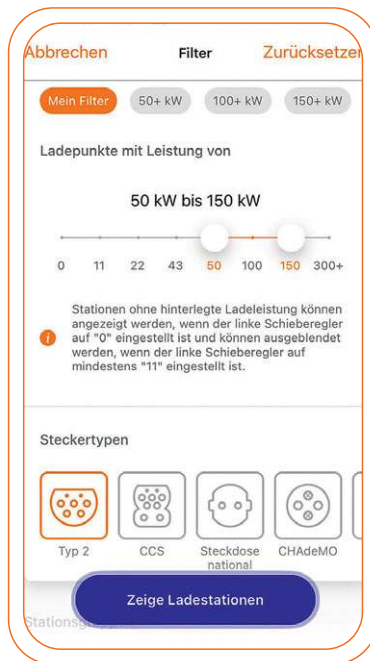 Abbrechen Filter Zurücksetzen
Mein Filter 50+ kW 100+ kW 150+ kW
Ladepunkte mit Leistung von
50 kW bis 150 kW
0 11 22 43 50 100 150 300+
Stationen ohne hinterlegte Ladeleistung können
angezeigt werden, wenn der linke Schieberegler
auf "0" eingestellt ist und können ausgeblendet
werden, wenn der linke Schieberegler auf
mindestens "11" eingestellt ist.
Steckertypen
Typ 2 CCS Steckdose CHAdeMO
national
Zeige Ladestationen